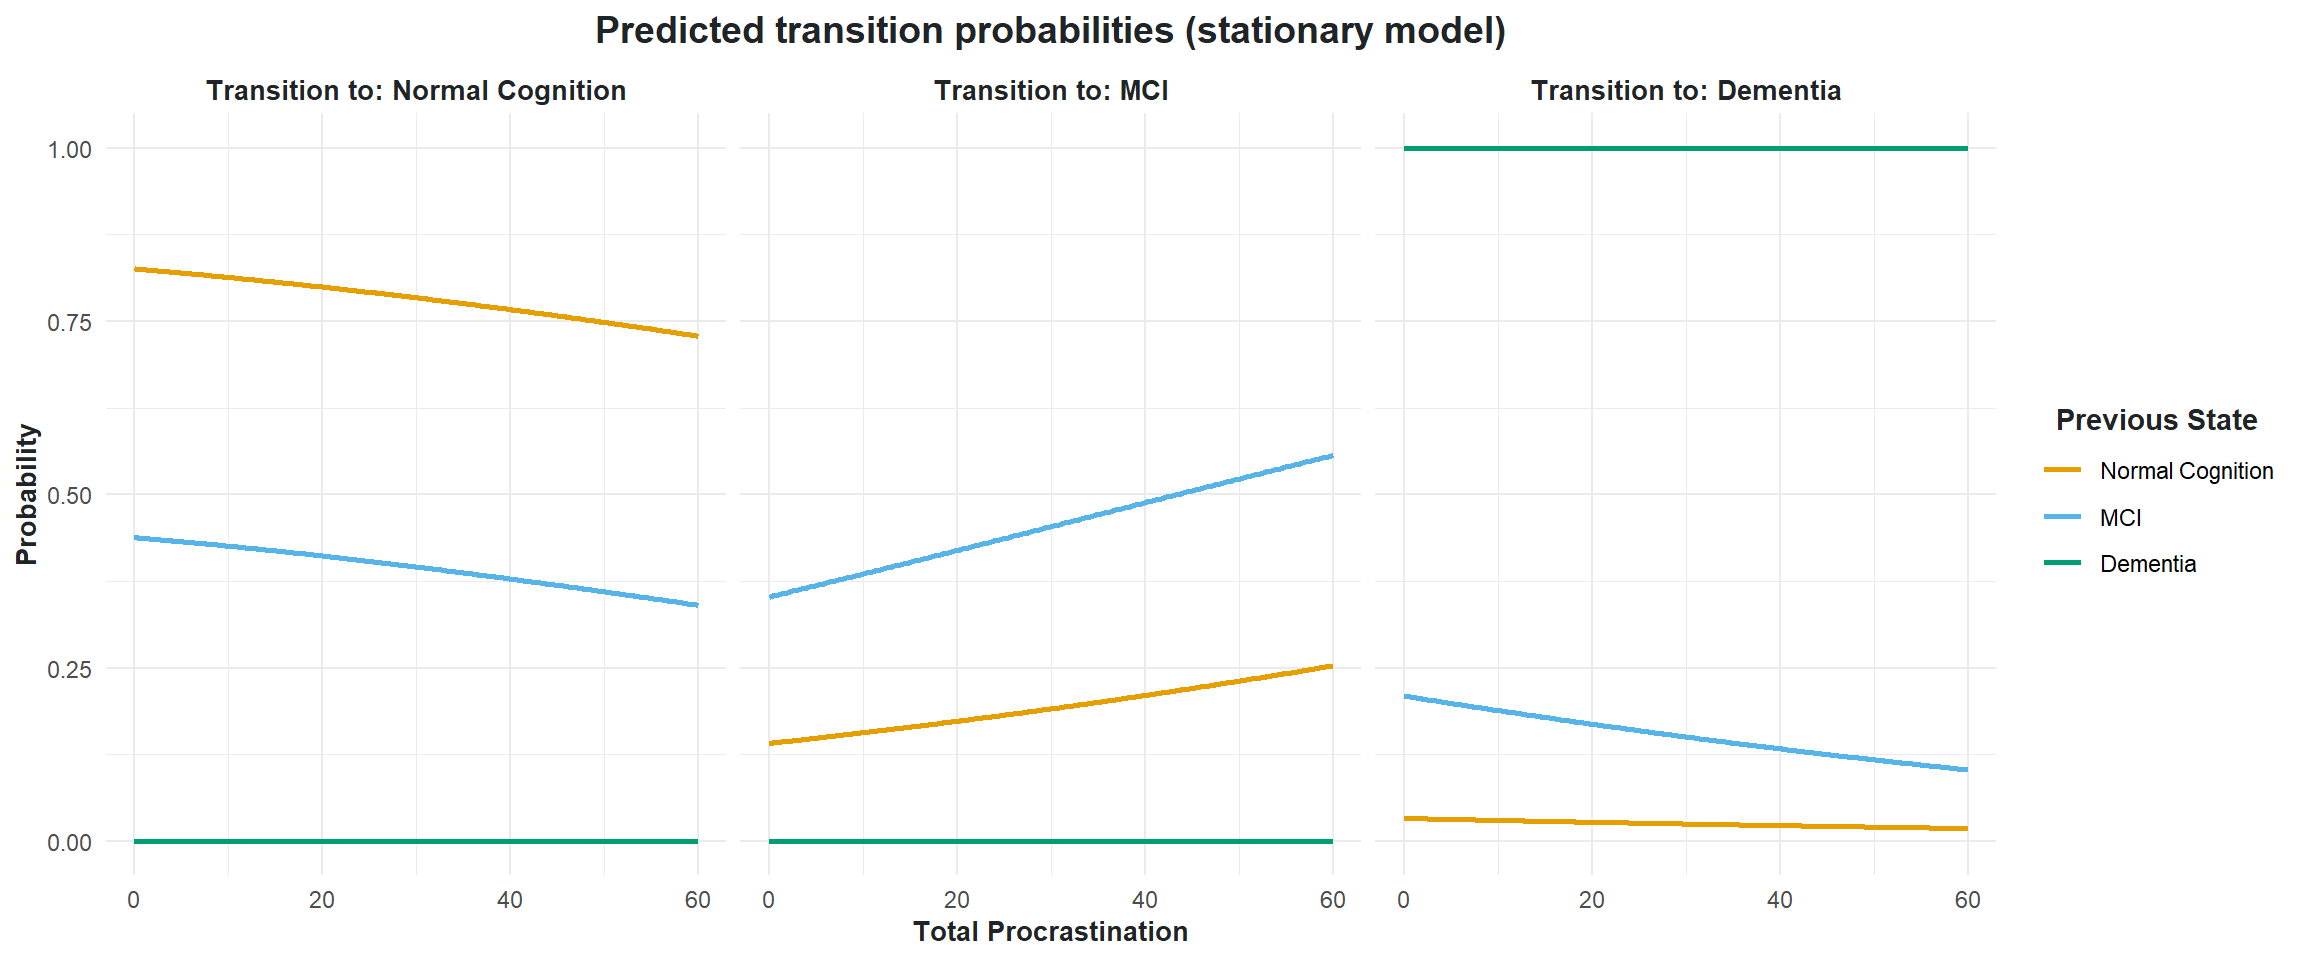 Predicted transition probabilities (stationary model)
Transition to: Normal Cognition
Transition to: MCI
Transition to: Dementia
Probability
1.00
0.75
0.50
0.25
0.00
0 20 40 60
0 20 40 60
0 20 40 60
Total Procrastination
Previous State
Normal Cognition
MCI
Dementia